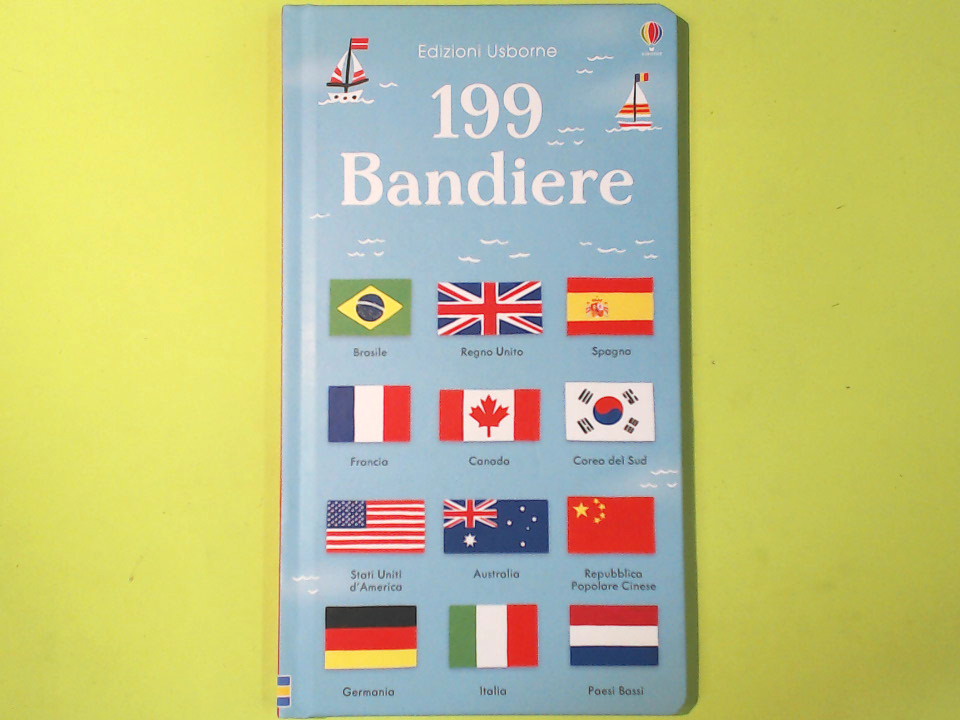 Edizioni Usborne
199
Bandiere
Brasile
Regno Unito
Spagna
Francia
Canada
Corea del Sud
Stati Uniti
d'America
Australia
Repubblica
Popolare Cinese
Germania
Italia
Paesi Bassi